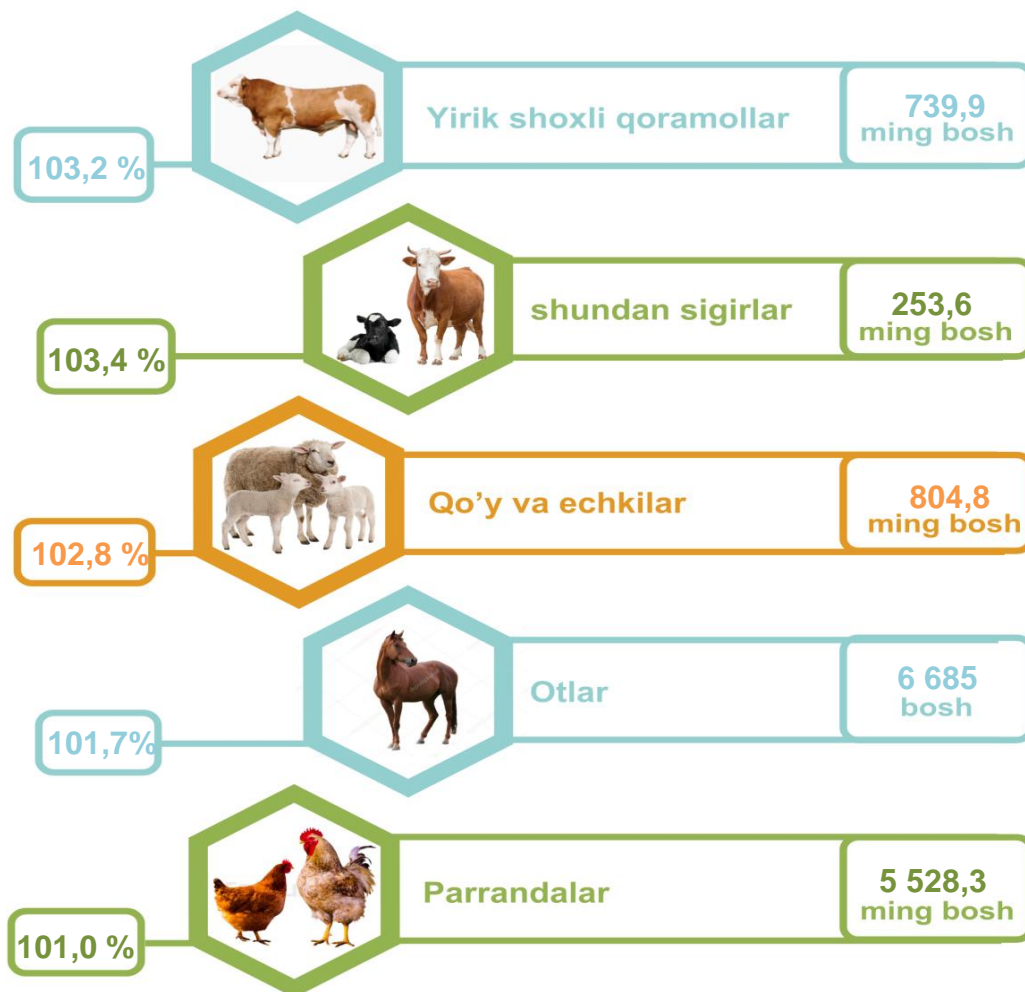 Yirik shoxli qoramollar
739,9
ming bosh
103,2 %
shundan sigirlar
253,6
ming bosh
103,4 %
Qo'y va echkilar
804,8
ming bosh
102,8 %
Otlar
6 685
bosh
101,7%
Parrandalar
5 528,3
ming bosh
101,0 %